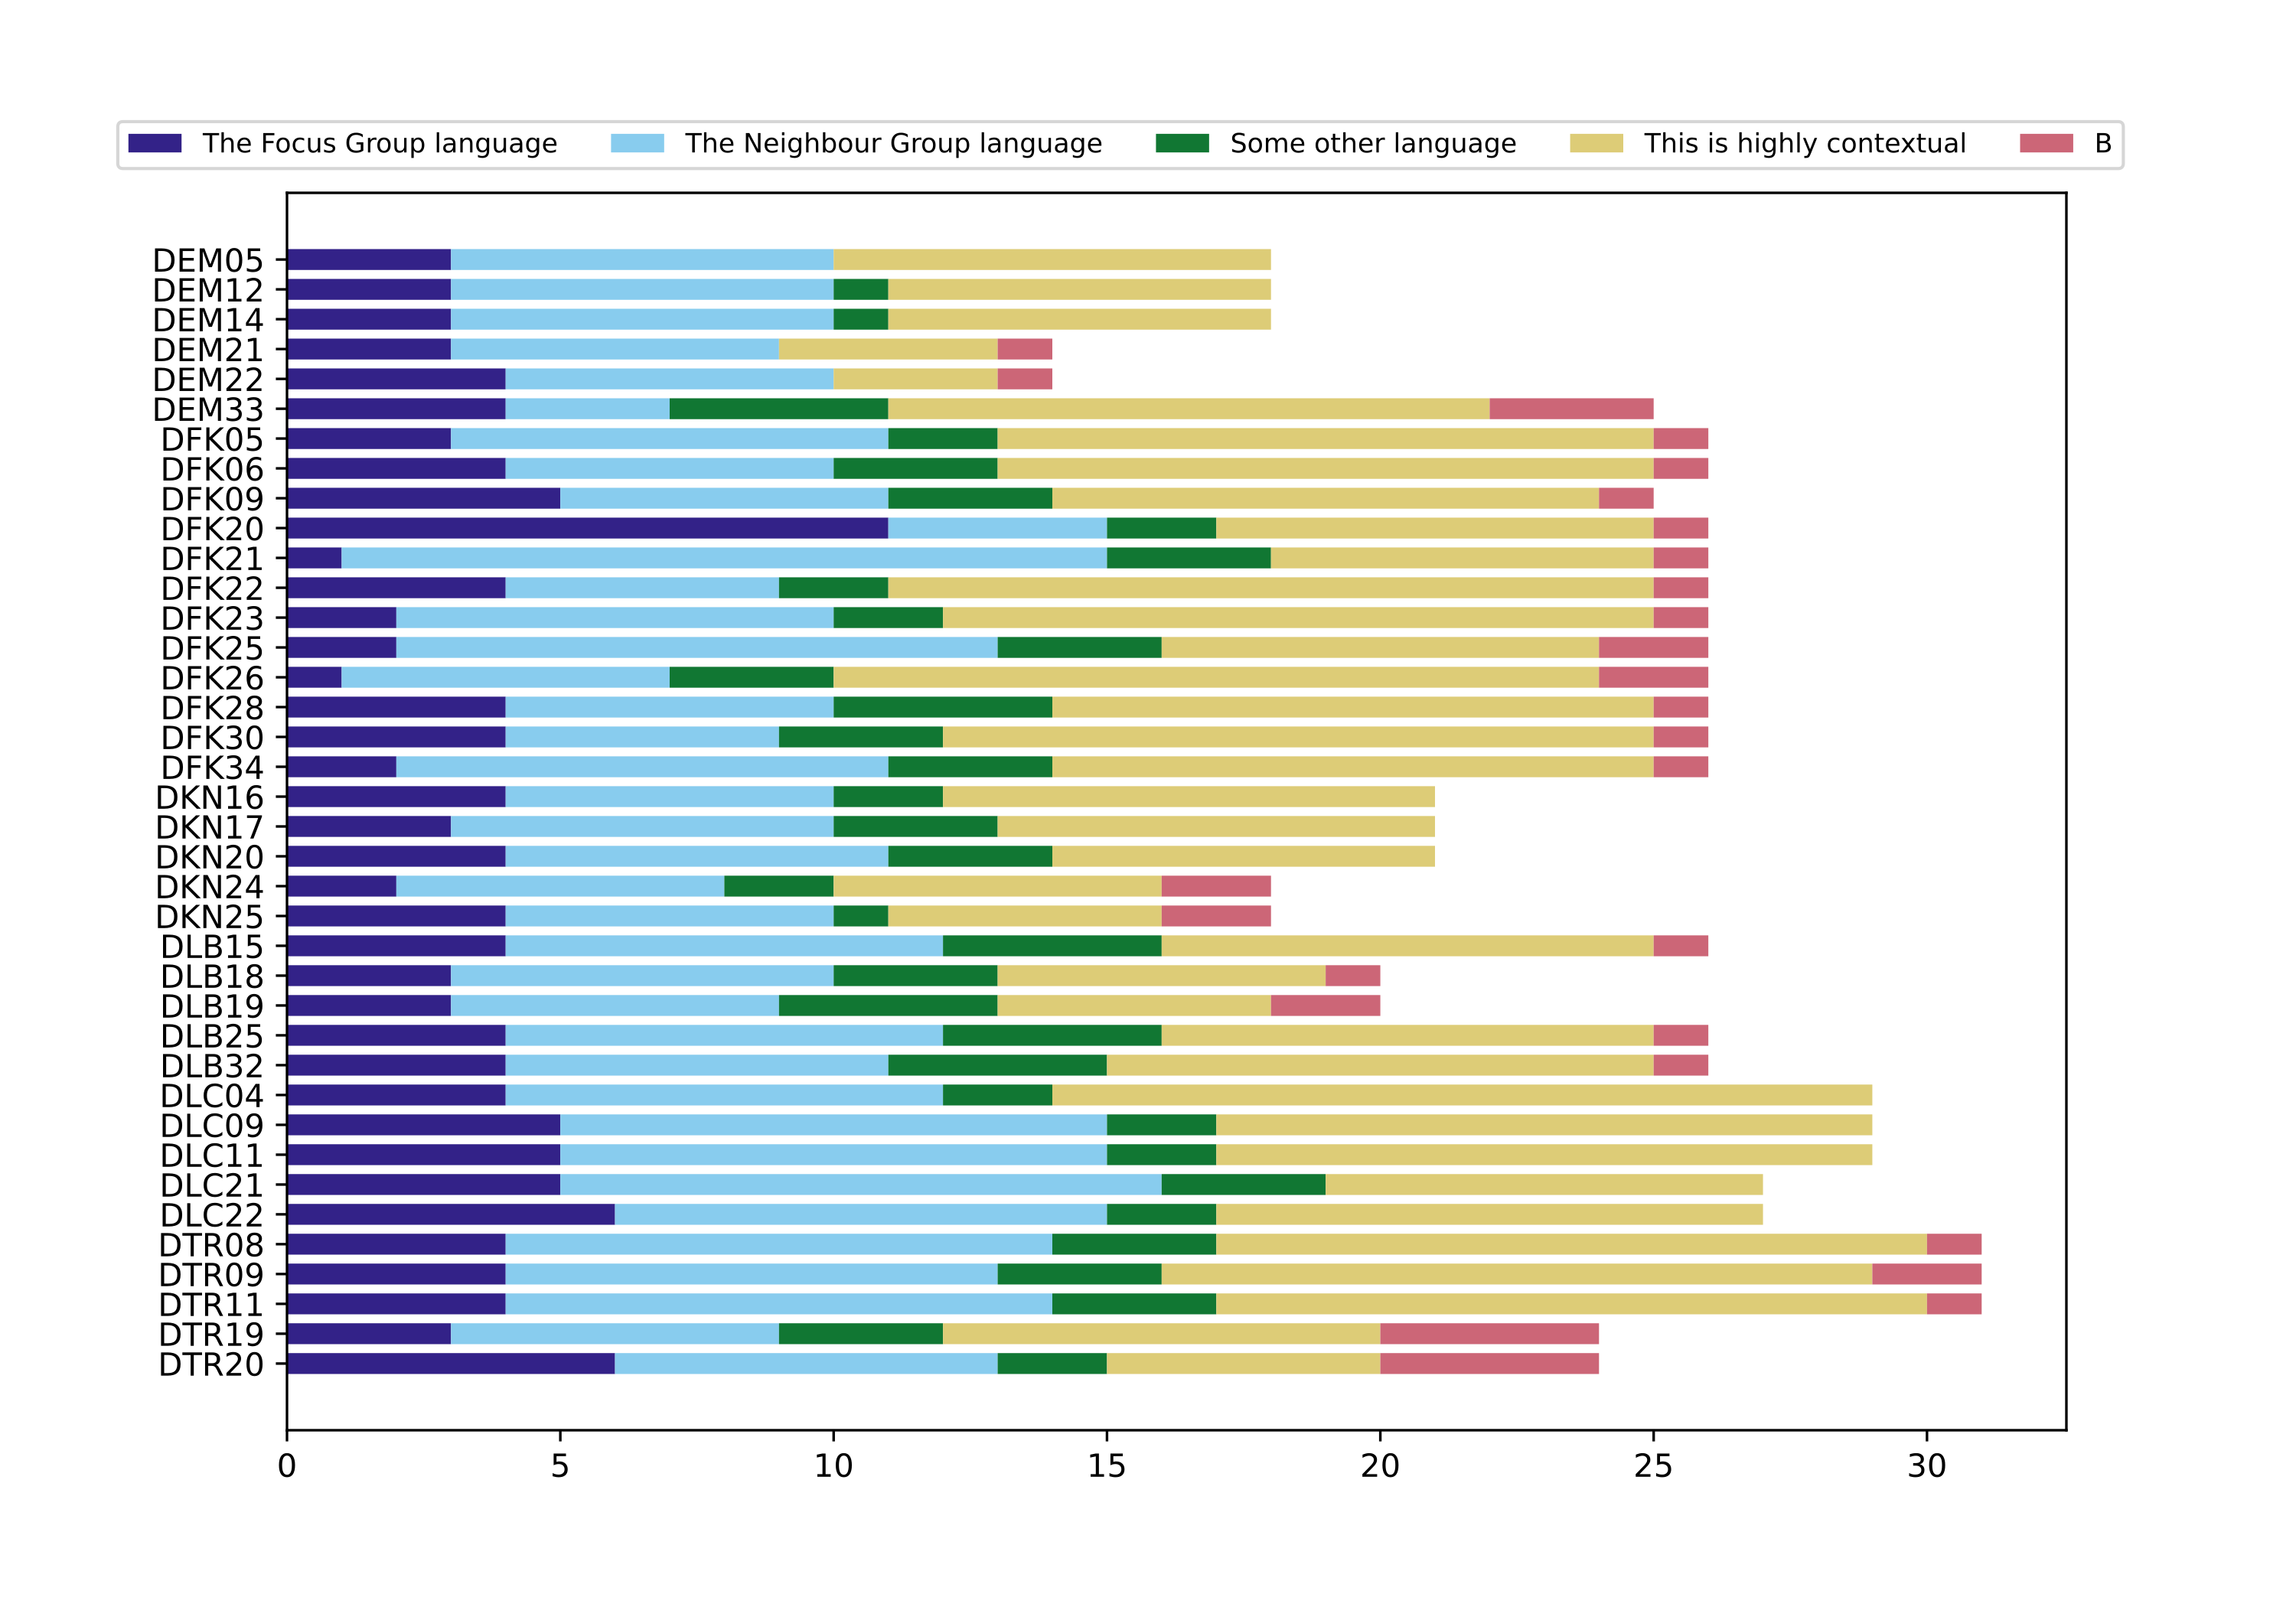 The Focus Group language The Neighbour Group language Some other language This is highly contextual B
DEM05
DEM12
DEM14
DEM21
DEM22
DEM33
DFK05
DFK06
DFK09
DFK20
DFK21
DFK22
DFK23
DFK25
DFK26
DFK28
DFK30
DFK34
DKN16
DKN17
DKN20
DKN24
DKN25
DLB15
DLB18
DLB19
DLB25
DLB32
DLC04
DLC09
DLC11
DLC21
DLC22
DTR08
DTR09
DTR11
DTR19
DTR20
0 5 10 15 20 25 30